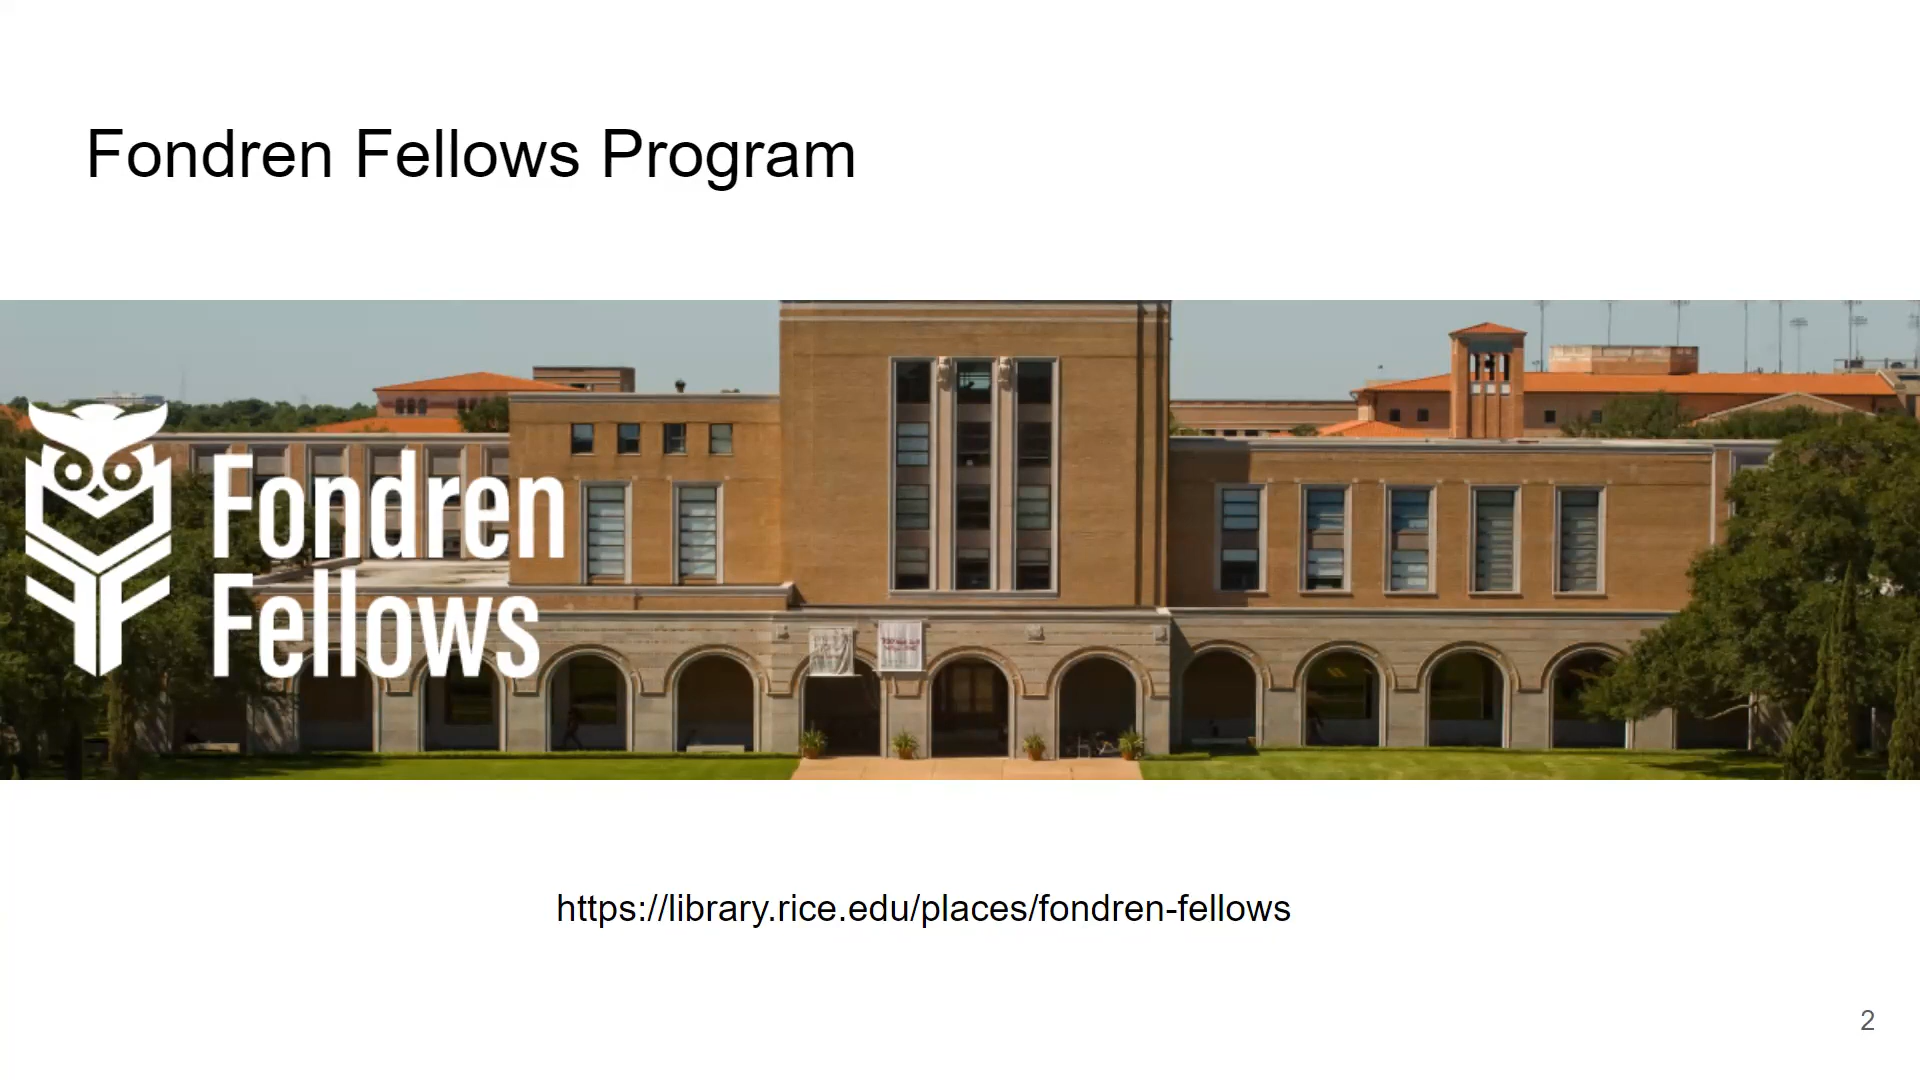 Fondren Fellows Program
Fondren
Fellows
https://library.rice.edu/places/fondren-fellows
2